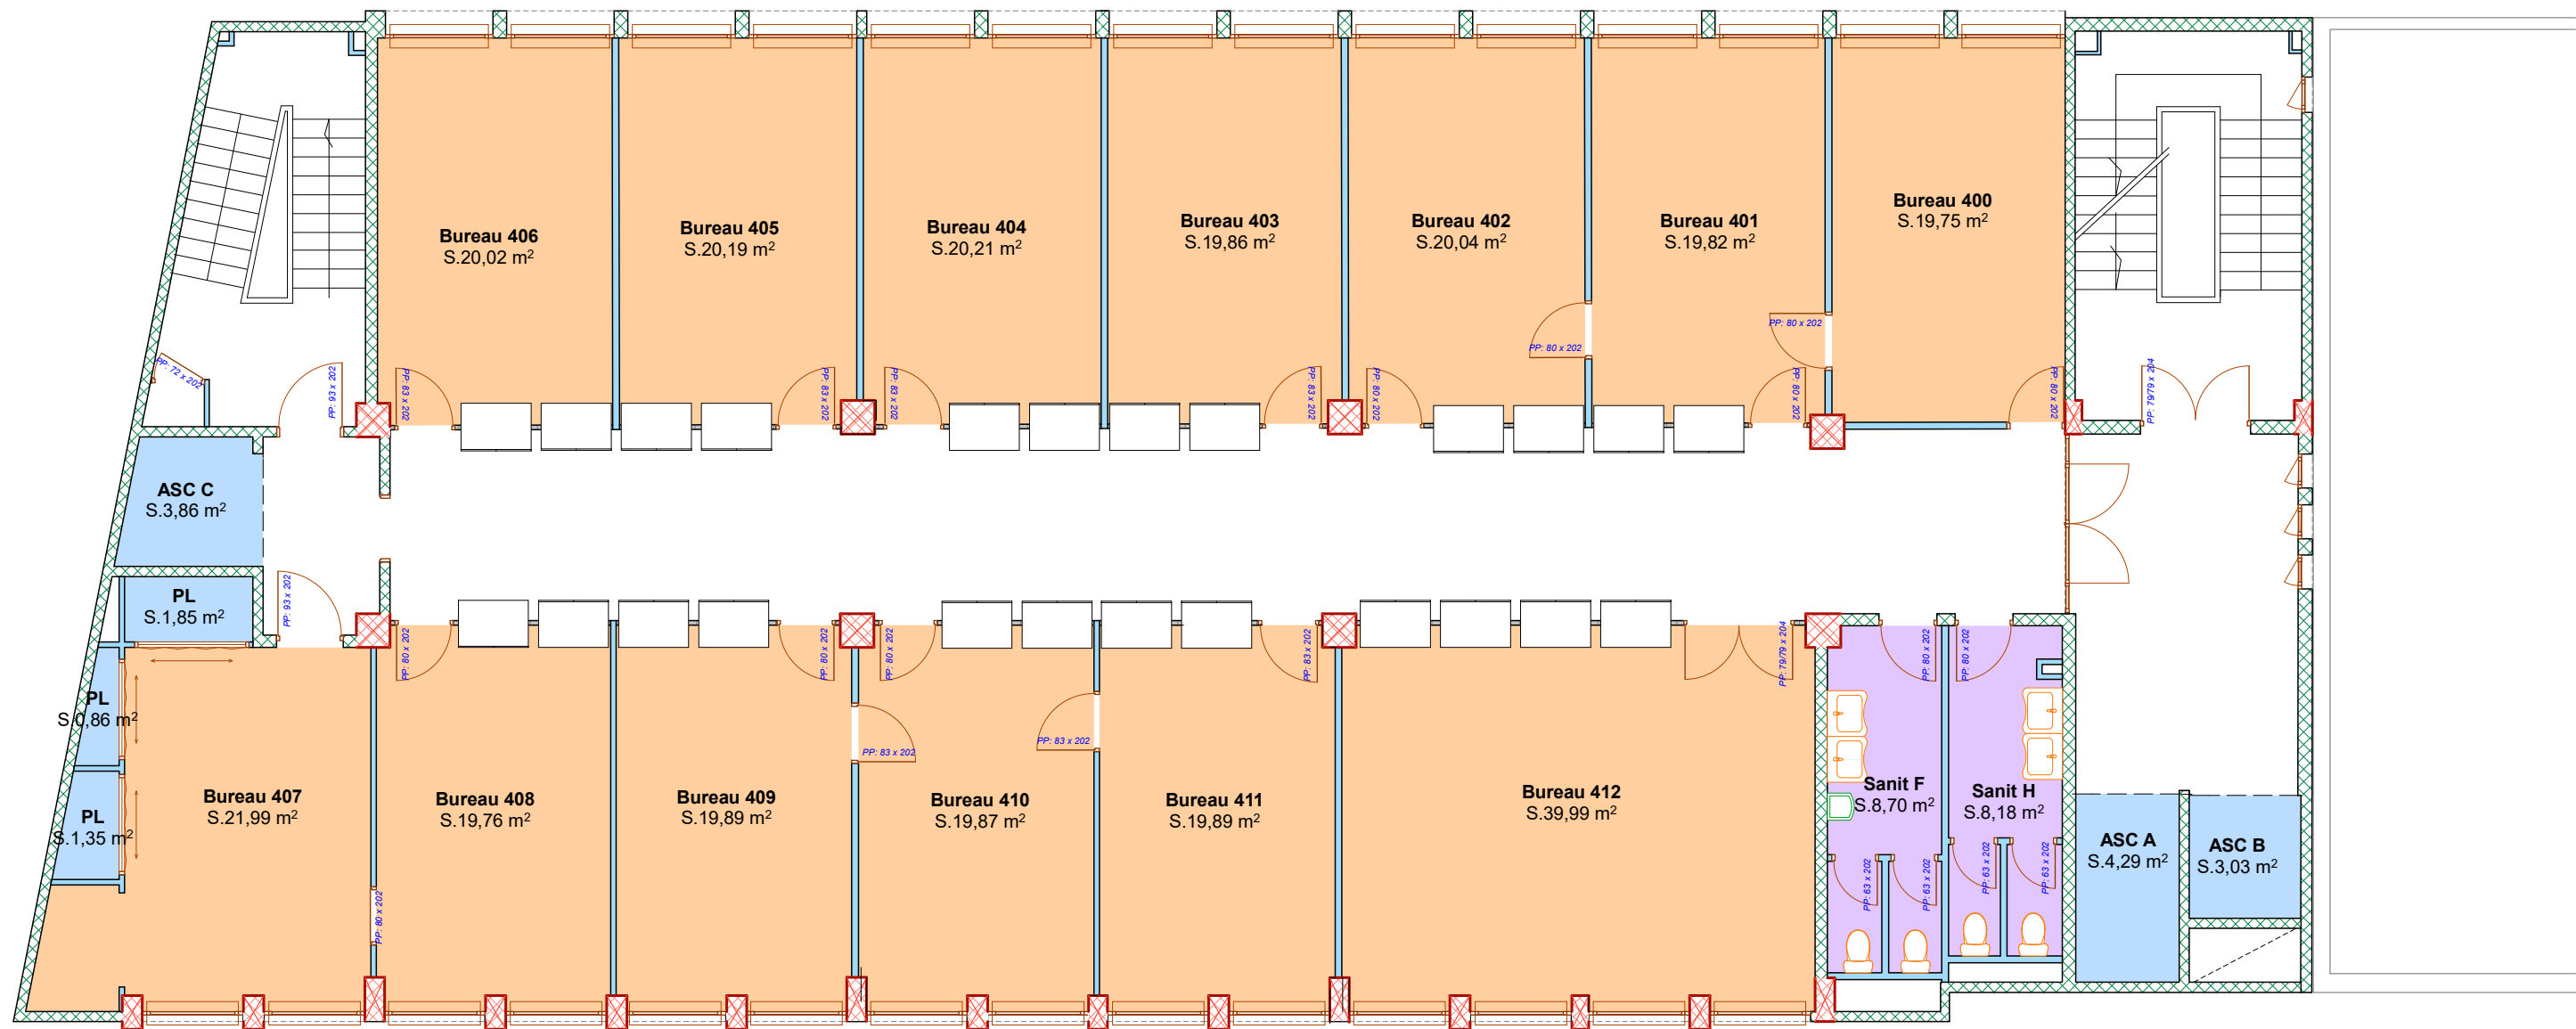 Bureau 406
S.20,02 m²
Bureau 405
S.20,19 m²
Bureau 404
S.20,21 m²
Bureau 403
S.19,86 m²
Bureau 402
S.20,04 m²
Bureau 401
S.19,82 m²
Bureau 400
S.19,75 m²
PP: 80 x 202
PP: 80 x 202
PP: 72 x 202
PP: 93 x 202
PP: 83 x 202
PP: 83 x 202
PP: 83 x 202
PP: 83 x 202
PP: 80 x 202
PP: 80 x 202
PP: 80 x 202
PP: 79/79 x 204
ASC C
S.3,86 m²
PL
S.1,85 m²
PP: 93 x 202
PP: 80 x 202
PP: 80 x 202
PP: 80 x 202
PP: 83 x 202
PP: 79/79 x 204
PP: 80 x 202
PP: 80 x 202
PL
S.0,86 m²
PP: 83 x 202
PP: 83 x 202
PL
S.1,35 m²
Bureau 407
S.21,99 m²
Bureau 408
S.19,76 m²
Bureau 409
S.19,89 m²
Bureau 410
S.19,87 m²
Bureau 411
S.19,89 m²
Bureau 412
S.39,99 m²
Sanit F
S.8,70 m²
Sanit H
S.8,18 m²
ASC A
S.4,29 m²
ASC B
S.3,03 m²
PP: 80 x 202
PP: 63 x 202
PP: 63 x 202
PP: 63 x 202
PP: 63 x 202